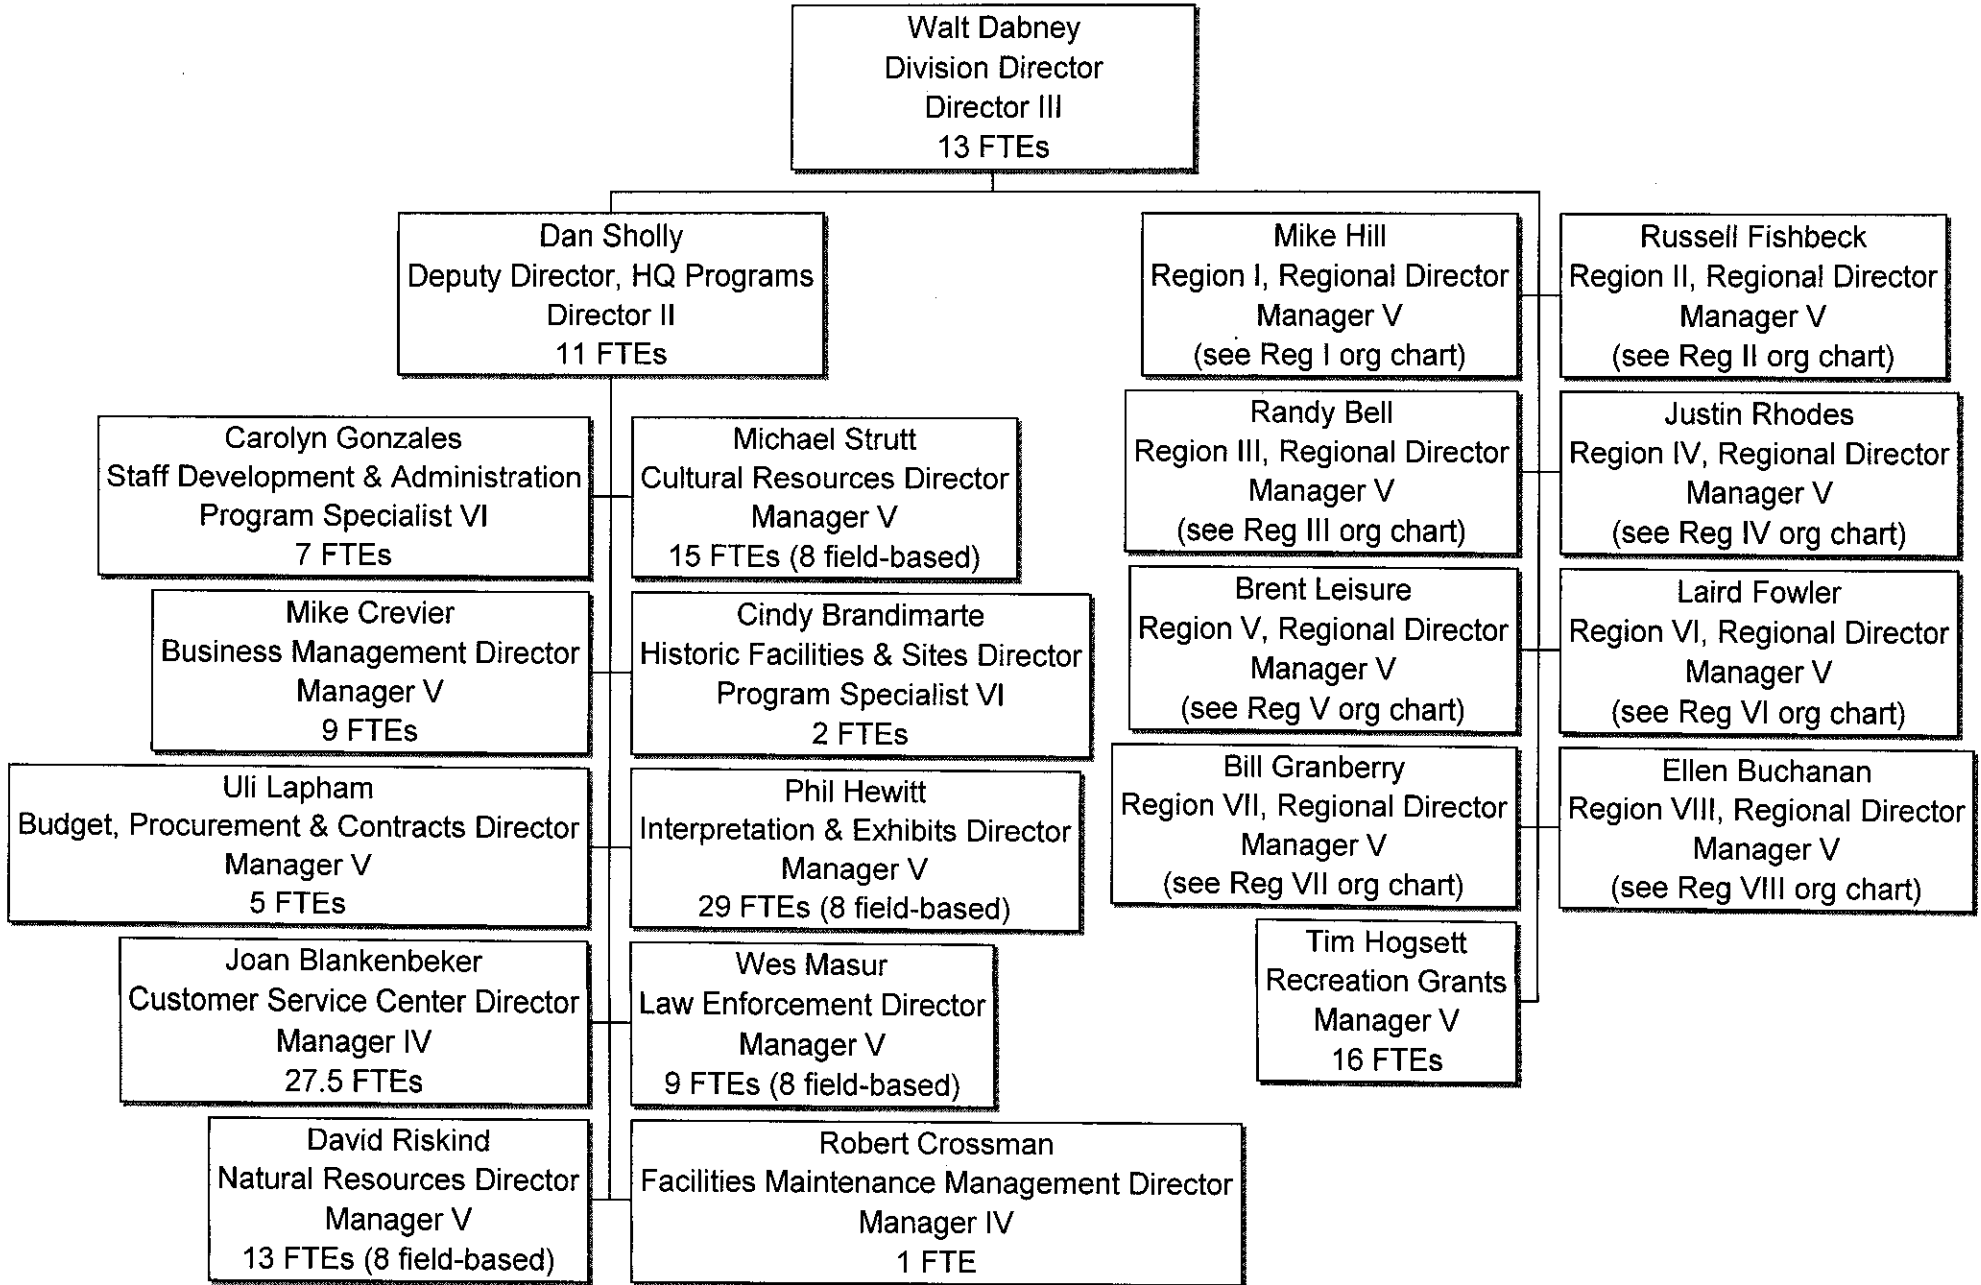 Walt Dabney
Division Director
Director III
13 FTEs
Dan Sholly
Deputy Director, HQ Programs
Director II
11 FTEs
Carolyn Gonzales
Staff Development & Administration
Program Specialist VI
7 FTEs
Michael Strutt
Cultural Resources Director
Manager V
15 FTEs (8 field-based)
Mike Crevier
Business Management Director
Manager V
9 FTEs
Cindy Brandimarte
Historic Facilities & Sites Director
Program Specialist VI
2 FTEs
Uli Lapham
Budget, Procurement & Contracts Director
Manager V
5 FTEs
Phil Hewitt
Interpretation & Exhibits Director
Manager V
29 FTEs (8 field-based)
Joan Blankenbeker
Customer Service Center Director
Manager IV
27.5 FTEs
Wes Masur
Law Enforcement Director
Manager V
9 FTEs (8 field-based)
David Riskind
Natural Resources Director
Manager V
13 FTEs (8 field-based)
Robert Crossman
Facilities Maintenance Management Director
Manager IV
1 FTE
Mike Hill
Region I, Regional Director
Manager V
(see Reg I org chart)
Russell Fishbeck
Region II, Regional Director
Manager V
(see Reg II org chart)
Randy Bell
Region III, Regional Director
Manager V
(see Reg III org chart)
Justin Rhodes
Region IV, Regional Director
Manager V
(see Reg IV org chart)
Brent Leisure
Region V, Regional Director
Manager V
(see Reg V org chart)
Laird Fowler
Region VI, Regional Director
Manager V
(see Reg VI org chart)
Bill Granberry
Region VII, Regional Director
Manager V
(see Reg VII org chart)
Ellen Buchanan
Region VIII, Regional Director
Manager V
(see Reg VIII org chart)
Tim Hogsett
Recreation Grants
Manager V
16 FTEs